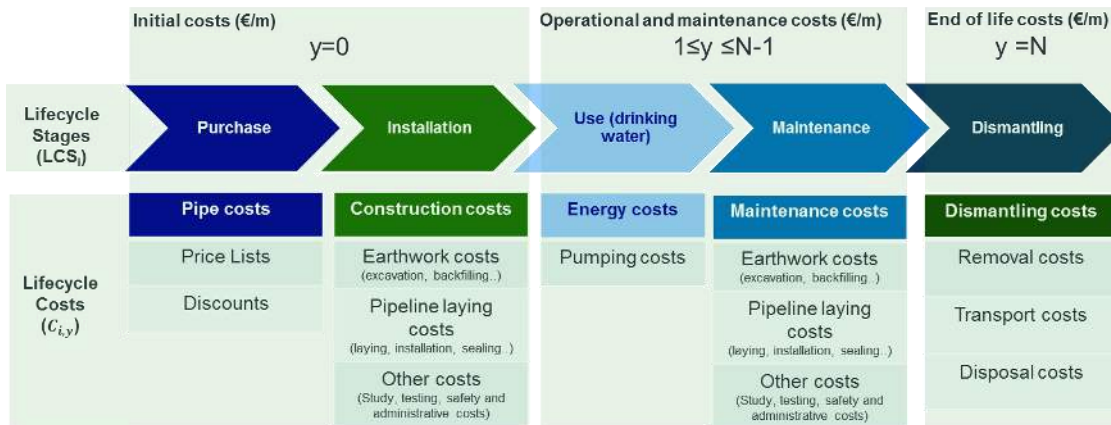 Initial costs (€/m)
y=0
Operational and maintenance costs (€/m)
1≤y ≤N-1
End of life costs (€/m)
y =N
Lifecycle
Stages
(LCSᵢ)
Purchase
Installation
Use (drinking
water)
Maintenance
Dismantling
Lifecycle
Costs
(C_{i,y})
Pipe costs
Price Lists
Discounts
Construction costs
Earthwork costs
(excavation, backfilling..)
Pipeline laying
costs
(laying, installation, sealing..)
Other costs
(Study, testing, safety and
administrative costs)
Energy costs
Pumping costs
Maintenance costs
Earthwork costs
(excavation, backfilling..)
Pipeline laying
costs
(laying, installation, sealing..)
Other costs
(Study, testing, safety and
administrative costs)
Dismantling costs
Removal costs
Transport costs
Disposal costs